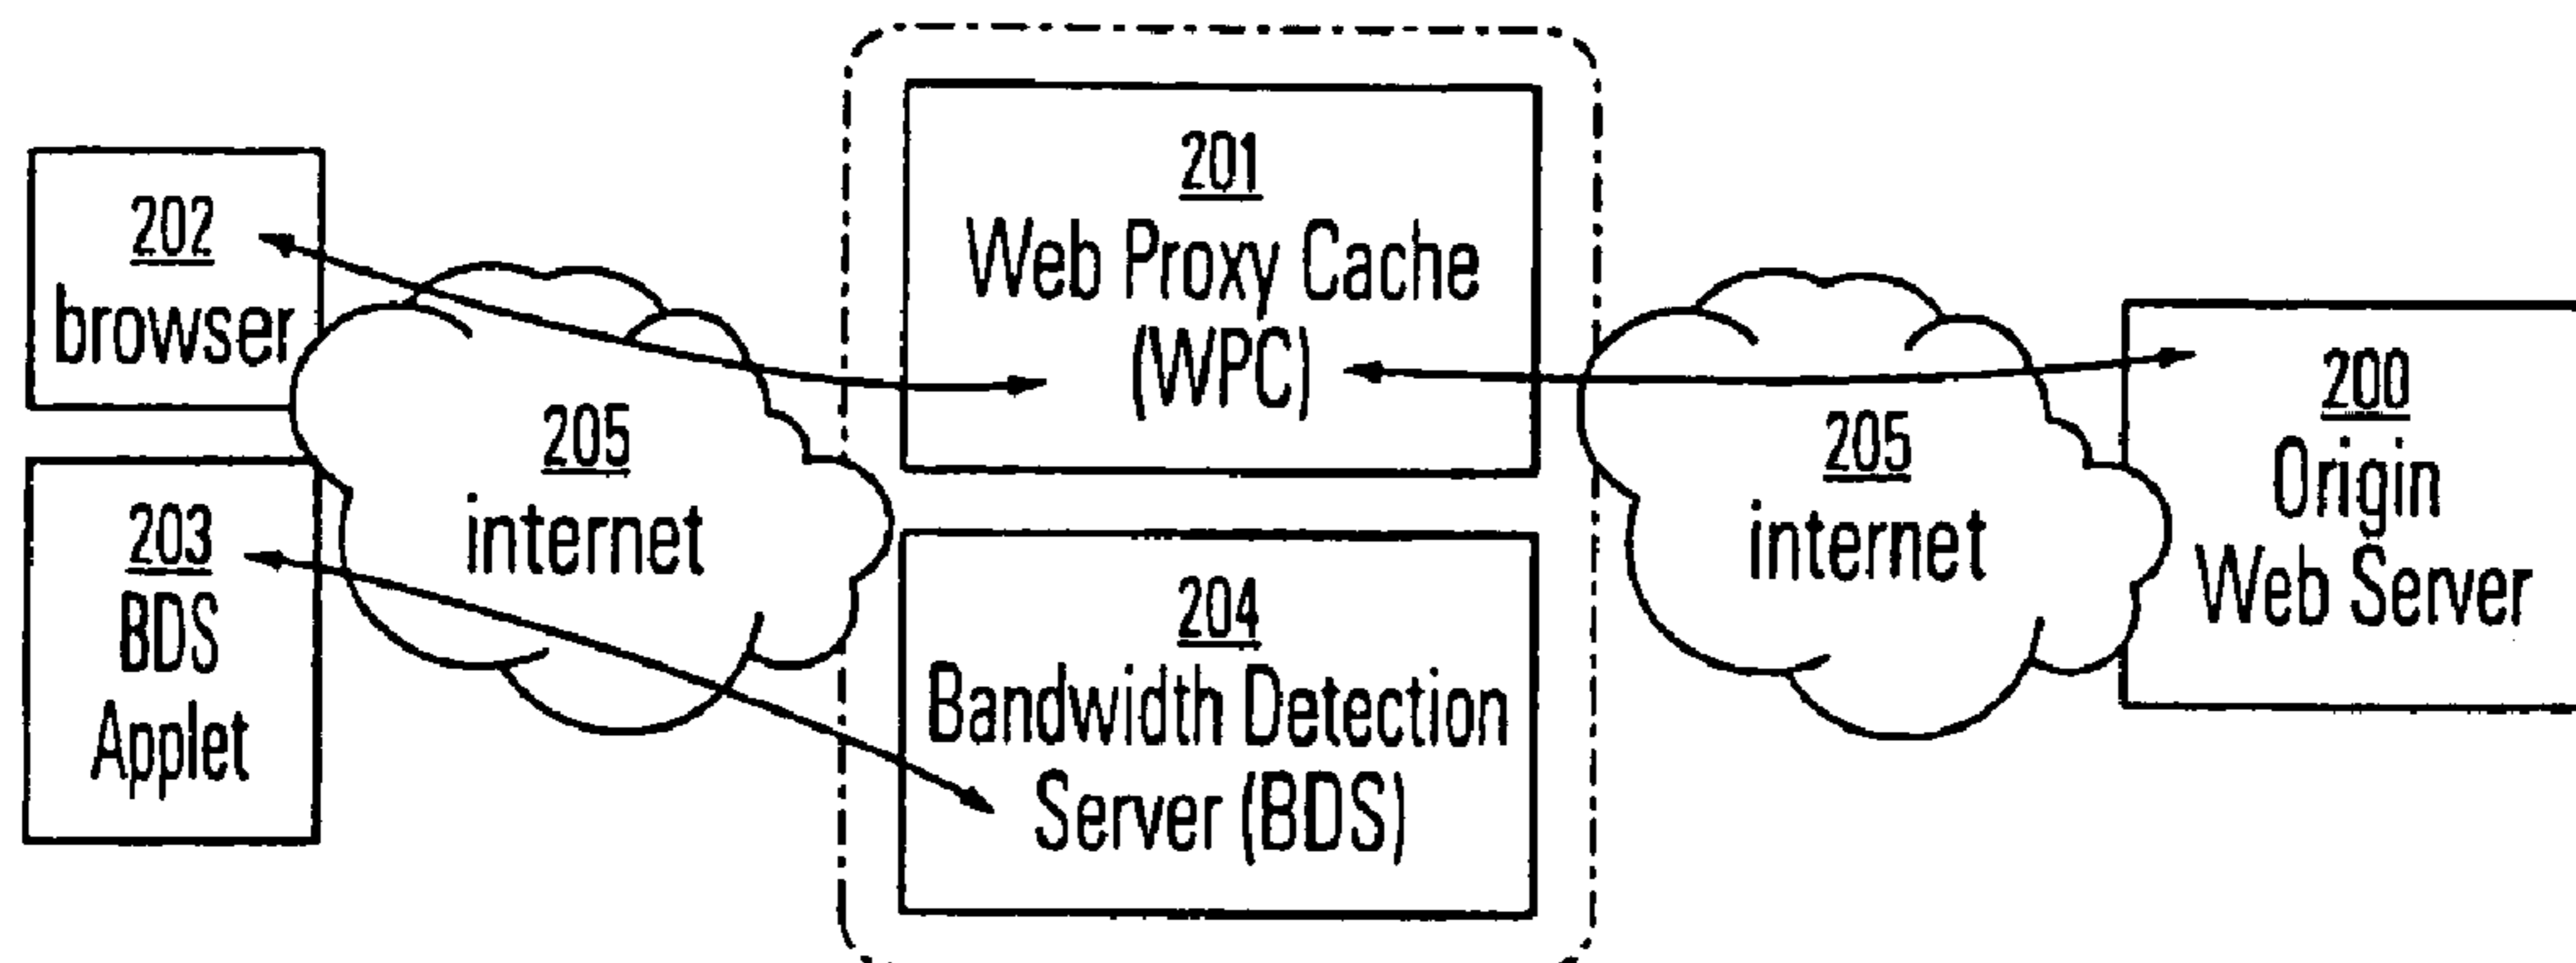 202
browser
203
BDS
Applet
205
internet
201
Web Proxy Cache
(WPC)
204
Bandwidth Detection
Server (BDS)
205
internet
200
Origin
Web Server